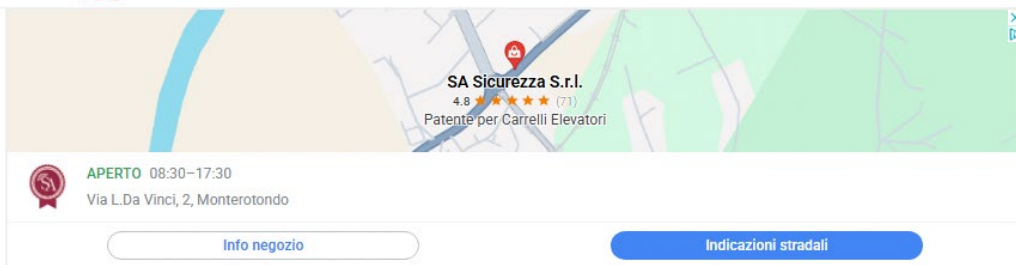 SA Sicurezza S.r.l.
4.8 ★★★★★ (71)
Patente per Carrelli Elevatori
SA
APERTO 08:30–17:30
Via L.Da Vinci, 2, Monterotondo
Info negozio
Indicazioni stradali